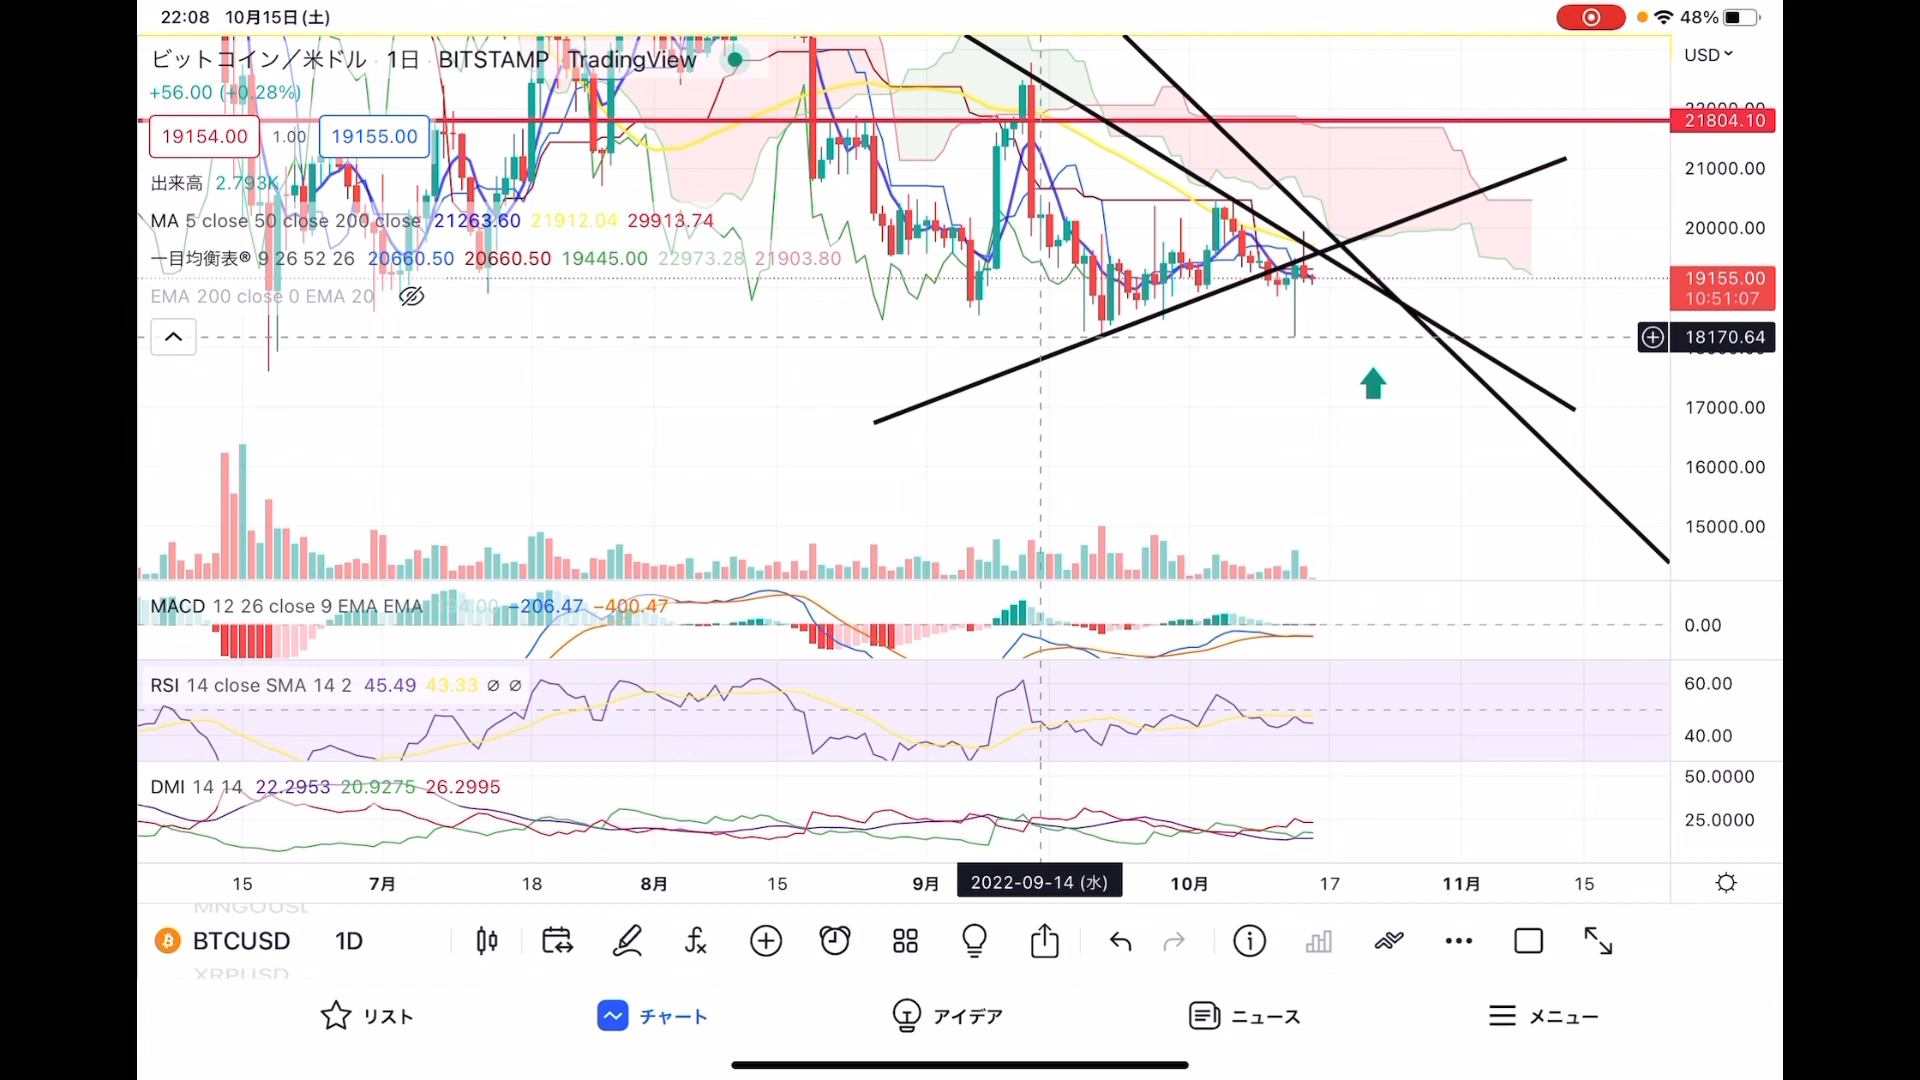 22:08 10月15日(土)
48%
ビットコイン／米ドル · 1日 · BITSTAMP · TradingView
USD
+56.00 (+0.28%)
22000.00
21804.10
19154.00 1.00 19155.00
21000.00
出来高 2.793K
MA 5 close 50 close 200 close 21263.60 21912.04 29913.74
20000.00
一目均衡表® 9 26 52 26 20660.50 20660.50 19445.00 22973.28 21903.80
19155.00
10:51:07
EMA 200 close 0 EMA 20
18170.64
17000.00
16000.00
15000.00
MACD 12 26 close 9 EMA EMA −206.47 −400.47
0.00
RSI 14 close SMA 14 2 45.49 43.33 ∅ ∅
60.00
40.00
DMI 14 14 22.2953 20.9275 26.2995
50.0000
25.0000
15 7月 18 8月 15 9月 2022-09-14 (水) 10月 17 11月 15
MNGOUSD
BTCUSD 1D
XRPUSD
リスト チャート アイデア ニュース メニュー